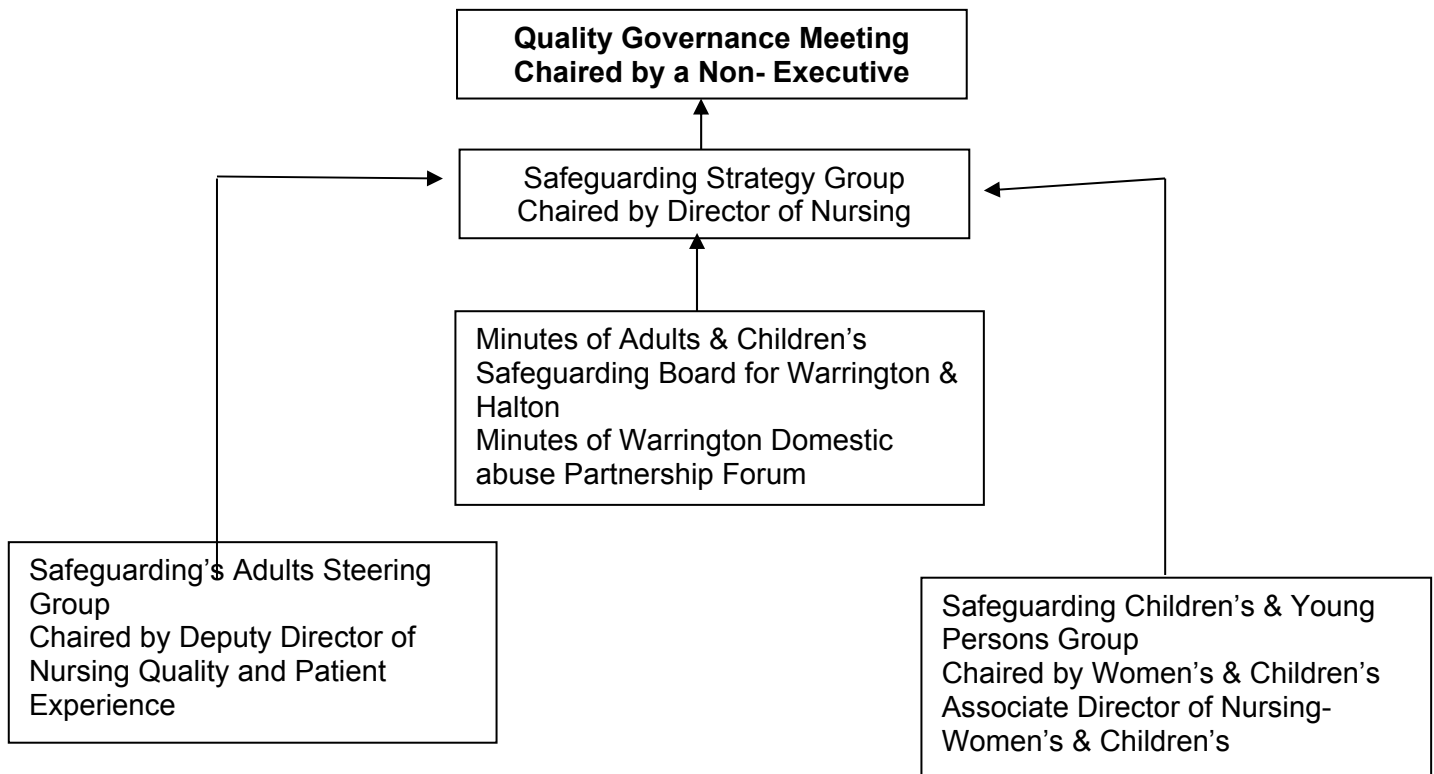 Quality Governance Meeting
Chaired by a Non- Executive
Safeguarding Strategy Group
Chaired by Director of Nursing
Minutes of Adults & Children’s
Safeguarding Board for Warrington &
Halton
Minutes of Warrington Domestic
abuse Partnership Forum
Safeguarding’s Adults Steering
Group
Chaired by Deputy Director of
Nursing Quality and Patient
Experience
Safeguarding Children’s & Young
Persons Group
Chaired by Women’s & Children’s
Associate Director of Nursing-
Women’s & Children’s